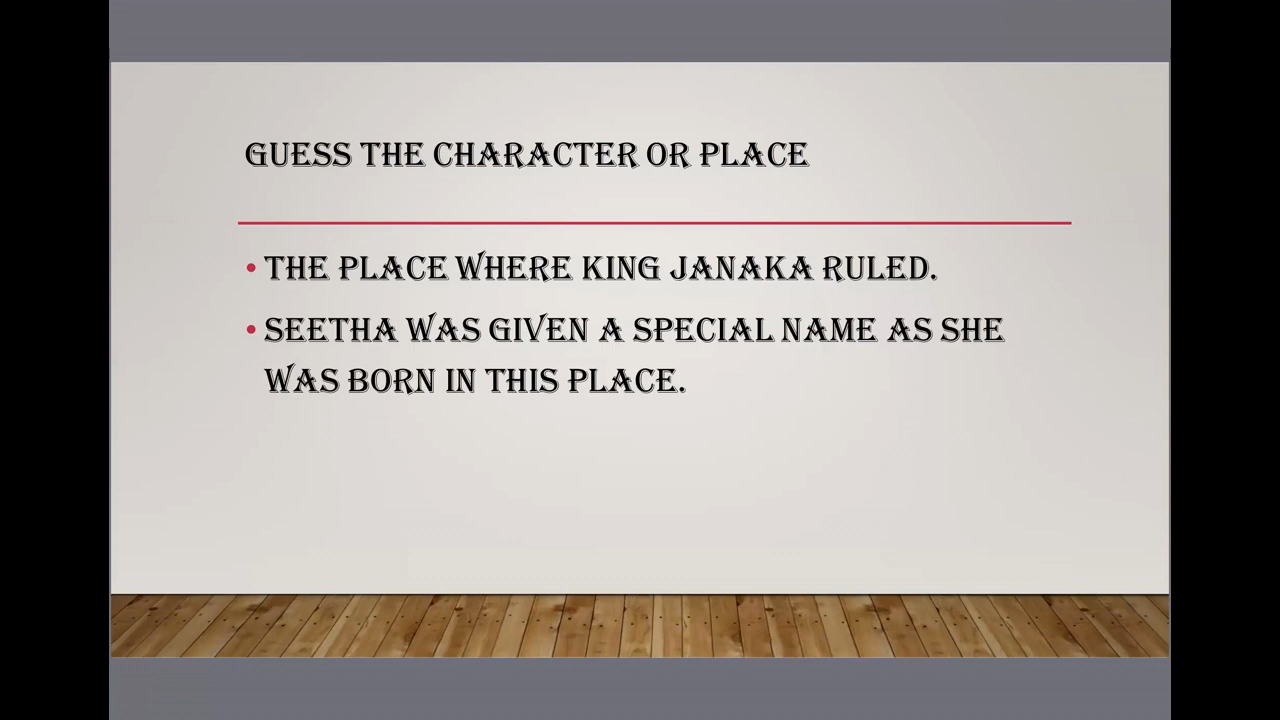 GUESS THE CHARACTER OR PLACE
• THE PLACE WHERE KING JANAKA RULED.
• SEETHA WAS GIVEN A SPECIAL NAME AS SHE
WAS BORN IN THIS PLACE.